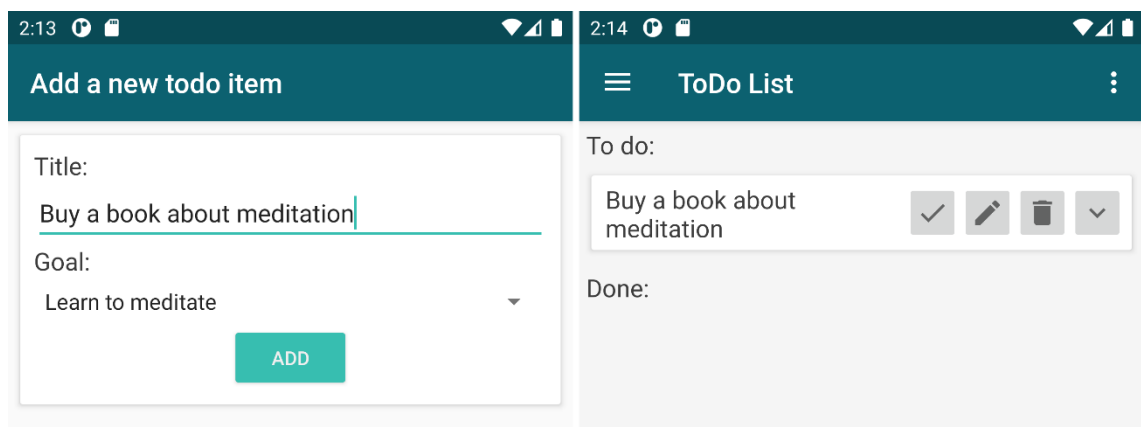 2:13
Add a new todo item
Title:
Buy a book about meditation
Goal:
Learn to meditate
ADD
2:14
ToDo List
To do:
Buy a book about
meditation
Done: